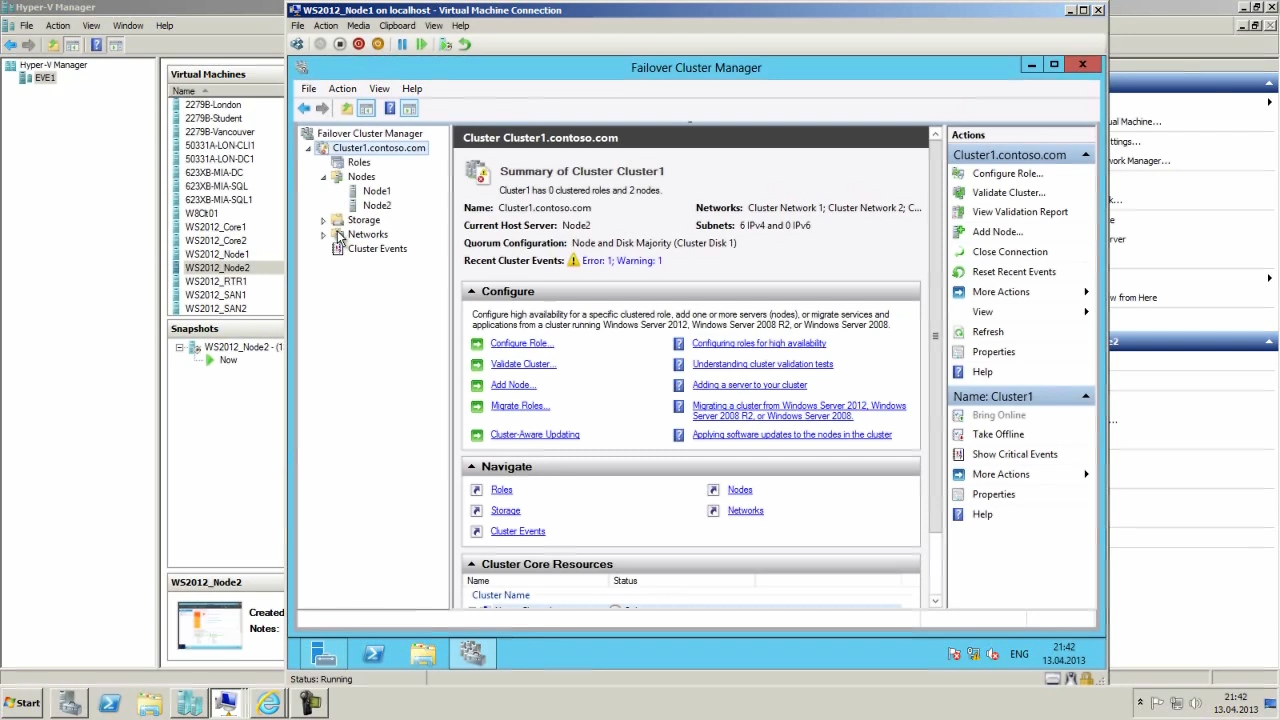 Hyper-V Manager
File Action View Window Help
Hyper-V Manager
EVE1
Virtual Machines
Name
2279B-London
2279B-Student
2279B-Vancouver
50331A-LON-CLI1
50331A-LON-DC1
623XB-MIA-DC
623XB-MIA-SQL
623XB-MIA-SQL1
W8Clt01
WS2012_Core1
WS2012_Core2
WS2012_Node1
WS2012_Node2
WS2012_RTR1
WS2012_SAN1
WS2012_SAN2
Snapshots
WS2012_Node2 - (1
Now
WS2012_Node2
Created
Notes:
WS2012_Node1 on localhost - Virtual Machine Connection
File Action Media Clipboard View Help
Failover Cluster Manager
File Action View Help
Failover Cluster Manager
Cluster1.contoso.com
Roles
Nodes
Node1
Node2
Storage
Networks
Cluster Events
Cluster Cluster1.contoso.com
Summary of Cluster Cluster1
Cluster1 has 0 clustered roles and 2 nodes.
Name: Cluster1.contoso.com Networks: Cluster Network 1; Cluster Network 2; C...
Current Host Server: Node2 Subnets: 6 IPv4 and 0 IPv6
Quorum Configuration: Node and Disk Majority (Cluster Disk 1)
Recent Cluster Events: Error: 1; Warning: 1
Configure
Configure high availability for a specific clustered role, add one or more servers (nodes), or migrate services and
applications from a cluster running Windows Server 2012, Windows Server 2008 R2, or Windows Server 2008.
Configure Role... Configuring roles for high availability
Validate Cluster... Understanding cluster validation tests
Add Node... Adding a server to your cluster
Migrate Roles... Migrating a cluster from Windows Server 2012, Windows
Server 2008 R2, or Windows Server 2008.
Cluster-Aware Updating Applying software updates to the nodes in the cluster
Navigate
Roles Nodes
Storage Networks
Cluster Events
Cluster Core Resources
Name Status
Cluster Name
Actions
Cluster1.contoso.com
Configure Role...
Validate Cluster...
View Validation Report
Add Node...
Close Connection
Reset Recent Events
More Actions
View
Refresh
Properties
Help
Name: Cluster1
Bring Online
Take Offline
Show Critical Events
More Actions
Properties
Help
ENG
21:42
13.04.2013
Status: Running
rtual Machine...
ttings...
work Manager...
erver
ew from Here
Start
21:42
13.04.2013